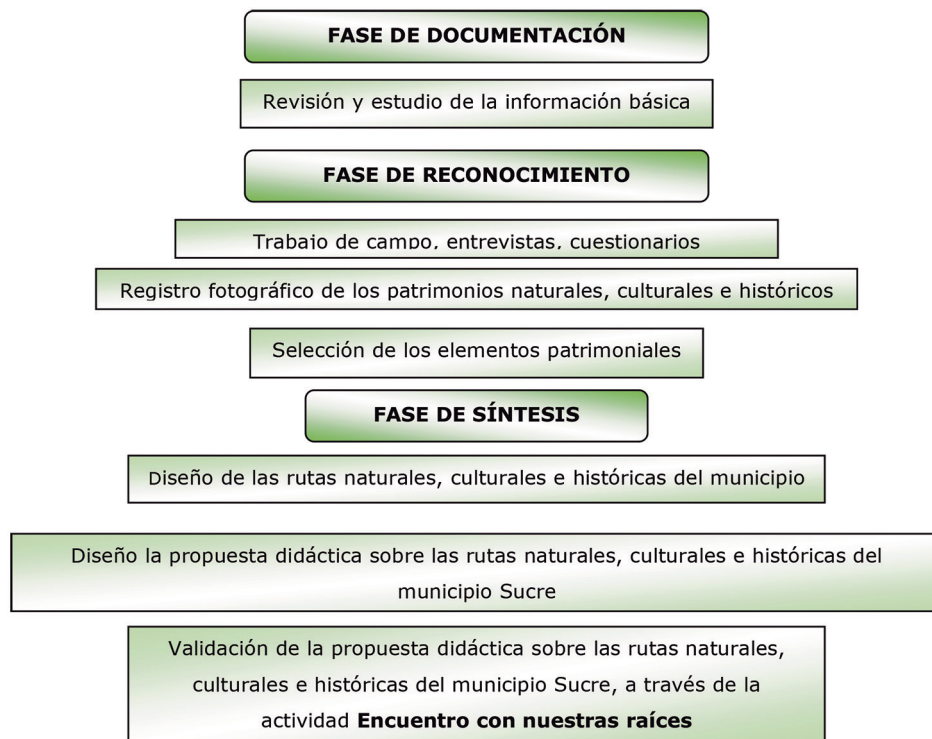 FASE DE DOCUMENTACIÓN
Revisión y estudio de la información básica
FASE DE RECONOCIMIENTO
Trabajo de campo, entrevistas, cuestionarios
Registro fotográfico de los patrimonios naturales, culturales e históricos
Selección de los elementos patrimoniales
FASE DE SÍNTESIS
Diseño de las rutas naturales, culturales e históricas del municipio
Diseño la propuesta didáctica sobre las rutas naturales, culturales e históricas del
municipio Sucre
Validación de la propuesta didáctica sobre las rutas naturales,
culturales e históricas del municipio Sucre, a través de la
actividad Encuentro con nuestras raíces